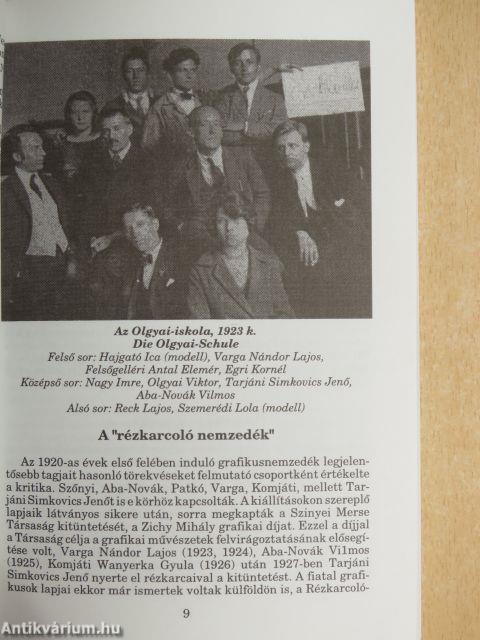 Az Olgyai-iskola, 1923 k.
Die Olgyai-Schule
Felső sor: Hajgató Ica (modell), Varga Nándor Lajos,
Felsőgelléri Antal Elemér, Egri Kornél
Középső sor: Nagy Imre, Olgyai Viktor, Tarjáni Simkovics Jenő,
Aba-Novák Vilmos
Alsó sor: Reck Lajos, Szemerédi Lola (modell)
A "rézkarcoló nemzedék"
Az 1920-as évek első felében induló grafikusnemzedék legjelen-
tősebb tagjait hasonló törekvéseket felmutató csoportként értékelte
a kritika. Szőnyi, Aba-Novák, Patkó, Varga, Komjáti, mellett Tar-
jáni Simkovics Jenőt is e körhöz kapcsolták. A kiállításokon szereplő
lapjaik látványos sikere után, sorra megkapták a Szinyei Merse
Társaság kitüntetését, a Zichy Mihály grafikai díjat. Ezzel a díjjal
a Társaság célja a grafikai művészetek felvirágoztatásának elősegí-
tése volt, Varga Nándor Lajos (1923, 1924), Aba-Novák Vi1mos
(1925), Komjáti Wanyerka Gyula (1926) után 1927-ben Tarjáni
Simkovics Jenő nyerte el rézkarcaival a kitüntetést. A fiatal grafi-
kusok lapjai ekkor már ismertek voltak külföldön is, a Rézkarcoló-
9
© Antikvárium.hu